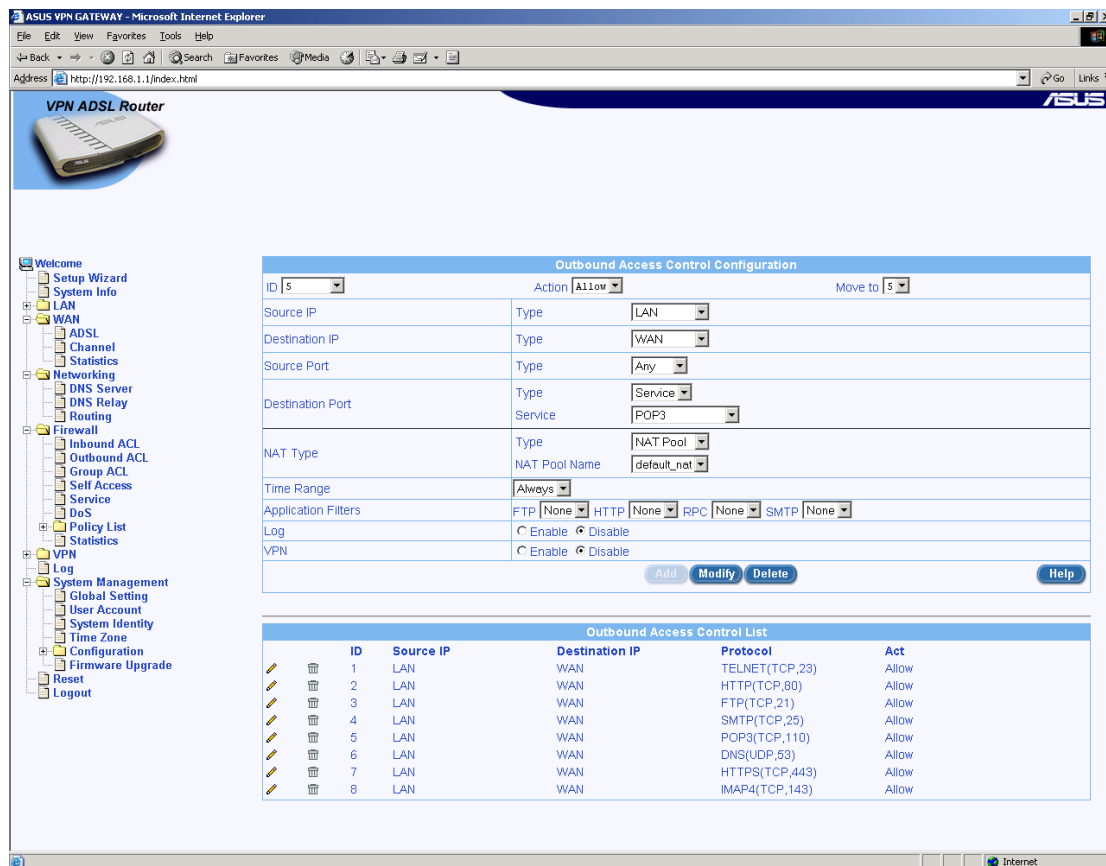 ASUS VPN GATEWAY - Microsoft Internet Explorer
File Edit View Favorites Tools Help
Back Search Favorites Media
Address http://192.168.1.1/index.html Go Links
VPN ADSL Router
ASUS
Welcome
Setup Wizard
System Info
LAN
WAN
ADSL
Channel
Statistics
Networking
DNS Server
DNS Relay
Routing
Firewall
Inbound ACL
Outbound ACL
Group ACL
Self Access
Service
DoS
Policy List
Statistics
VPN
Log
System Management
Global Setting
User Account
System Identity
Time Zone
Configuration
Firmware Upgrade
Reset
Logout
Outbound Access Control Configuration
ID 5 Action Allow Move to 5
Source IP Type LAN
Destination IP Type WAN
Source Port Type Any
Destination Port Type Service
Service POP3
NAT Type Type NAT Pool
NAT Pool Name default_nat
Time Range Always
Application Filters FTP None HTTP None RPC None SMTP None
Log Enable Disable
VPN Enable Disable
Add Modify Delete Help
Outbound Access Control List
ID Source IP Destination IP Protocol Act
1 LAN WAN TELNET(TCP,23) Allow
2 LAN WAN HTTP(TCP,80) Allow
3 LAN WAN FTP(TCP,21) Allow
4 LAN WAN SMTP(TCP,25) Allow
5 LAN WAN POP3(TCP,110) Allow
6 LAN WAN DNS(UDP,53) Allow
7 LAN WAN HTTPS(TCP,443) Allow
8 LAN WAN IMAP4(TCP,143) Allow
Internet